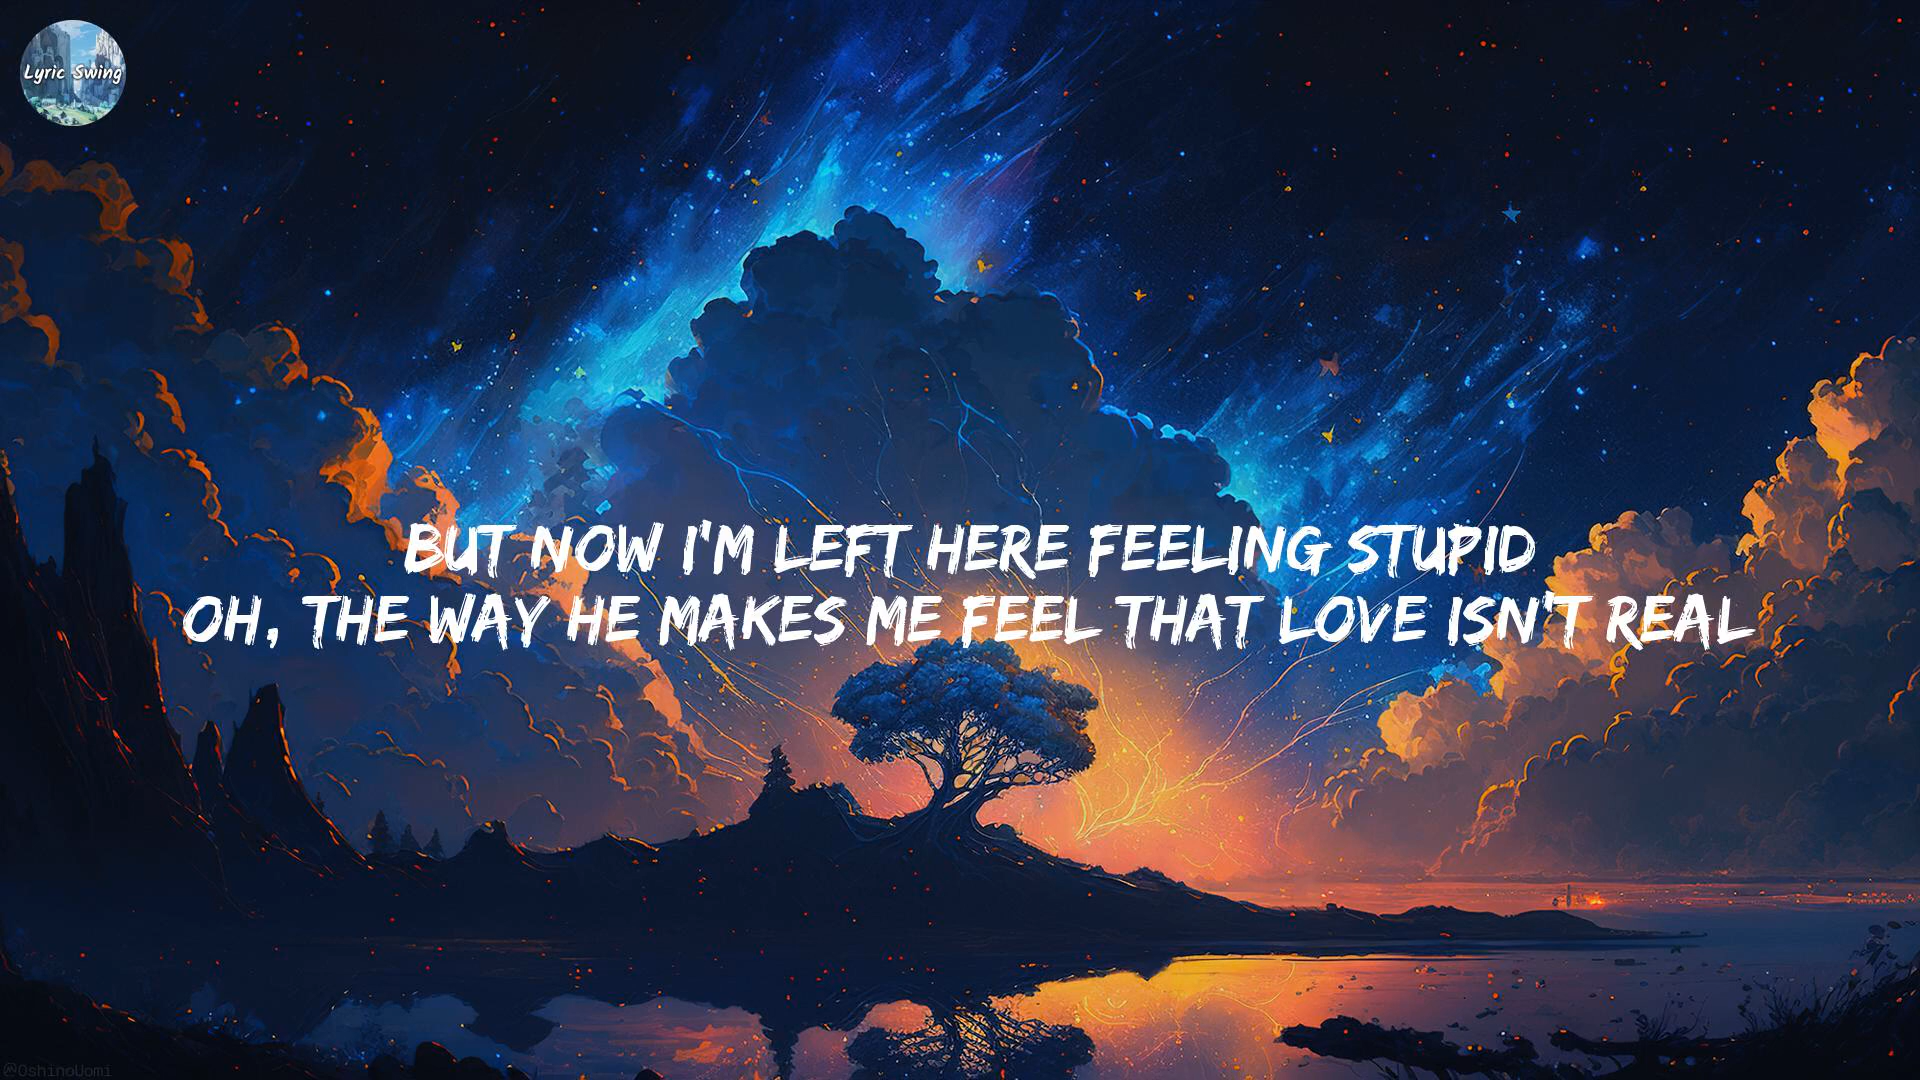 Lyric Swing
BUT NOW I'M LEFT HERE FEELING STUPID
OH, THE WAY HE MAKES ME FEEL THAT LOVE ISN'T REAL
@OshinoUomi